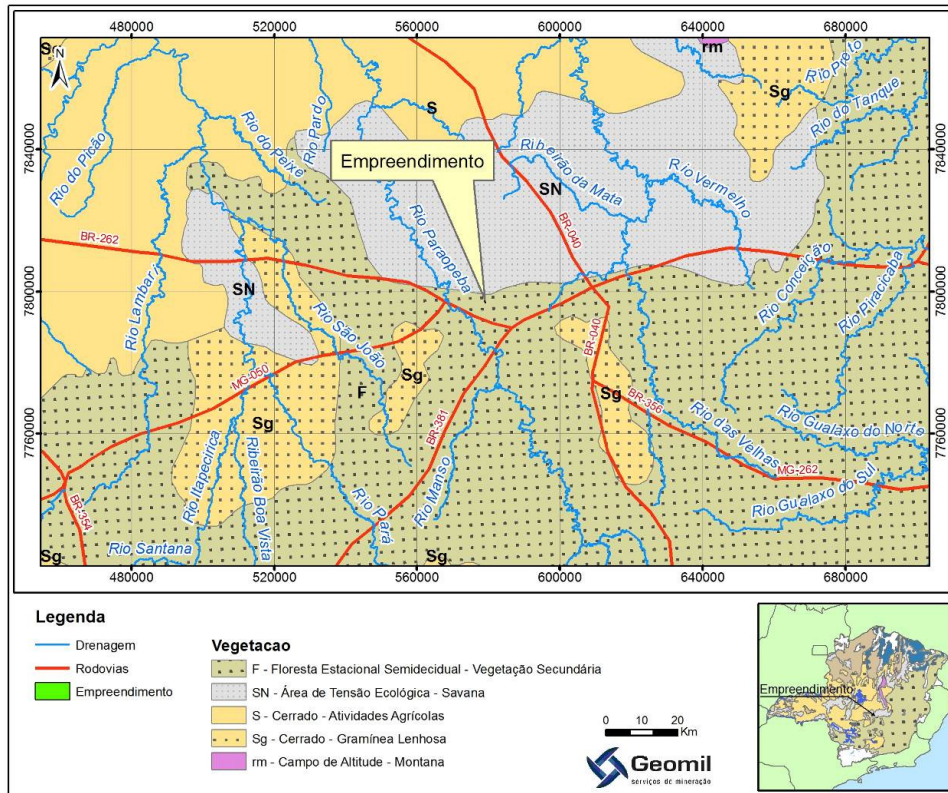 480000 520000 560000 600000 640000 680000
Sg
N
rm
Rio Preto
Sg
Rio Pardo
S
Rio do Tanque
7840000
7840000
Rio do Picão
Rio do Peixe
Empreendimento
Ribeirão da Mata
Rio Vermelho
SN
Rio Paraopeba
BR-040
BR-262
Rio Conceição
Rio Lambari
SN
7800000
7800000
Rio Piracicaba
Rio São João
BR-040
MG-050
Sg
F
Sg
BR-356
Sg
BR-381
Rio das Velhas
Rio Gualaxo do Norte
7760000
7760000
Rio Itapecirica
Ribeirão Boa Vista
Rio Manso
MG-262
Rio Gualaxo do Sul
BR-354
Rio Pará
Rio Santana
Sg
Sg
480000 520000 560000 600000 640000 680000
Legenda
Drenagem
Rodovias
Empreendimento
Vegetacao
F - Floresta Estacional Semidecidual - Vegetação Secundária
SN - Área de Tensão Ecológica - Savana
S - Cerrado - Atividades Agrícolas
Sg - Cerrado - Gramínea Lenhosa
rm - Campo de Altitude - Montana
0 10 20
Km
Geomil
serviços de mineração
Empreendimento